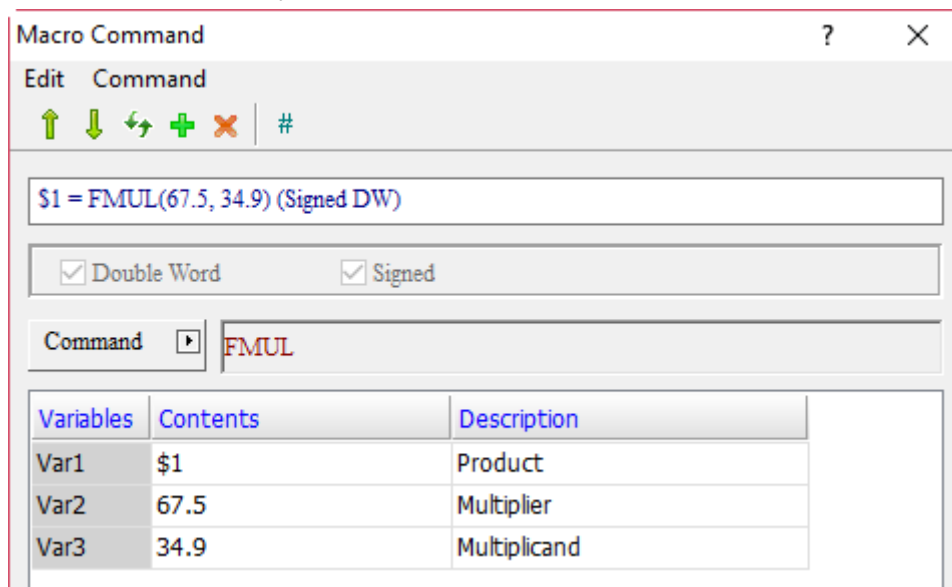 Macro Command ?
Edit Command
#
$1 = FMUL(67.5, 34.9) (Signed DW)
Double Word Signed
Command FMUL
Variables Contents Description
Var1 $1 Product
Var2 67.5 Multiplier
Var3 34.9 Multiplicand